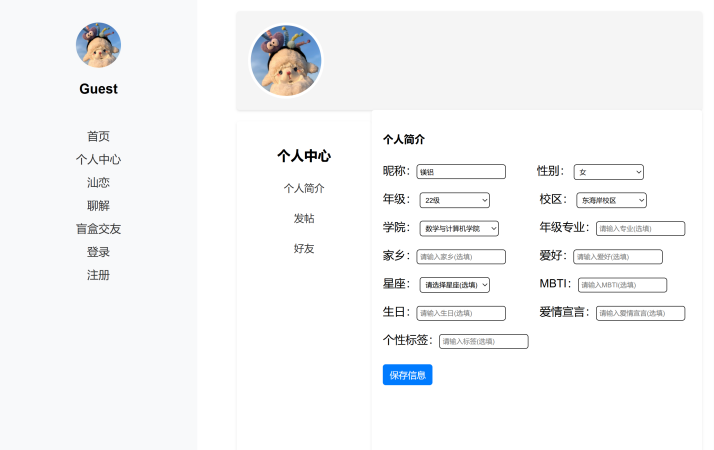 Guest
首页
个人中心
汕恋
聊解
盲盒交友
登录
注册
个人中心
个人简介
发帖
好友
个人简介
昵称: 镁铝 性别: 女
年级: 22级 校区: 东海岸校区
学院: 数学与计算机学院 年级专业: 请输入专业(选填)
家乡: 请输入家乡(选填) 爱好: 请输入爱好(选填)
星座: 请选择星座(选填) MBTI: 请输入MBTI(选填)
生日: 请输入生日(选填) 爱情宣言: 请输入爱情宣言(选填)
个性标签: 请输入标签(选填)
保存信息